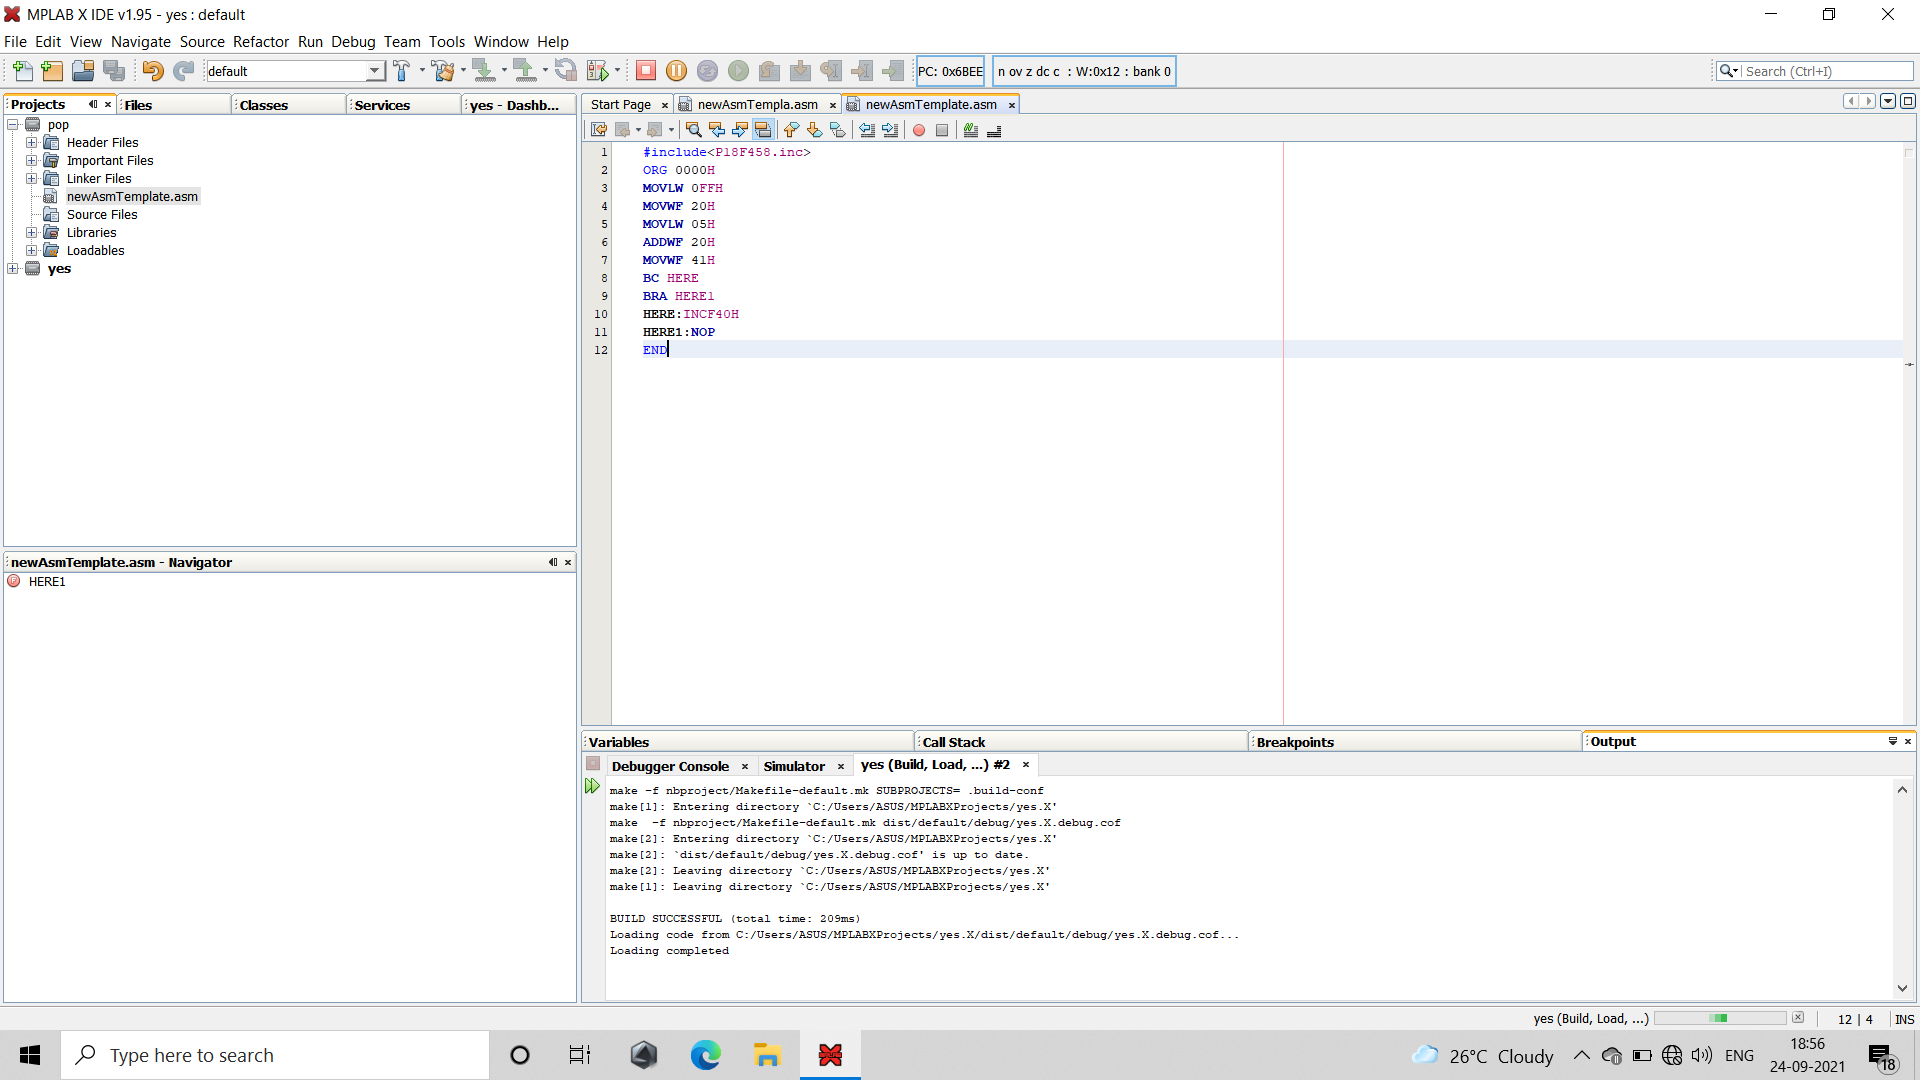 MPLAB X IDE v1.95 - yes : default
File Edit View Navigate Source Refactor Run Debug Team Tools Window Help
default
PC: 0x6BEE
n ov z dc c : W:0x12 : bank 0
Search (Ctrl+I)
Projects
Files
Classes
Services
yes - Dashb...
pop
Header Files
Important Files
Linker Files
newAsmTemplate.asm
Source Files
Libraries
Loadables
yes
newAsmTemplate.asm - Navigator
HERE1
Start Page
newAsmTempla.asm
newAsmTemplate.asm
1 #include<P18F458.inc>
2 ORG 0000H
3 MOVLW 0FFH
4 MOVWF 20H
5 MOVLW 05H
6 ADDWF 20H
7 MOVWF 41H
8 BC HERE
9 BRA HERE1
10 HERE:INCF40H
11 HERE1:NOP
12 END
Variables
Call Stack
Breakpoints
Output
Debugger Console
Simulator
yes (Build, Load, ...) #2
make -f nbproject/Makefile-default.mk SUBPROJECTS= .build-conf
make[1]: Entering directory `C:/Users/ASUS/MPLABXProjects/yes.X'
make  -f nbproject/Makefile-default.mk dist/default/debug/yes.X.debug.cof
make[2]: Entering directory `C:/Users/ASUS/MPLABXProjects/yes.X'
make[2]: `dist/default/debug/yes.X.debug.cof' is up to date.
make[2]: Leaving directory `C:/Users/ASUS/MPLABXProjects/yes.X'
make[1]: Leaving directory `C:/Users/ASUS/MPLABXProjects/yes.X'
BUILD SUCCESSFUL (total time: 209ms)
Loading code from C:/Users/ASUS/MPLABXProjects/yes.X/dist/default/debug/yes.X.debug.cof...
Loading completed
yes (Build, Load, ...)
12 | 4
INS
Type here to search
26°C Cloudy
ENG
18:56
24-09-2021
18